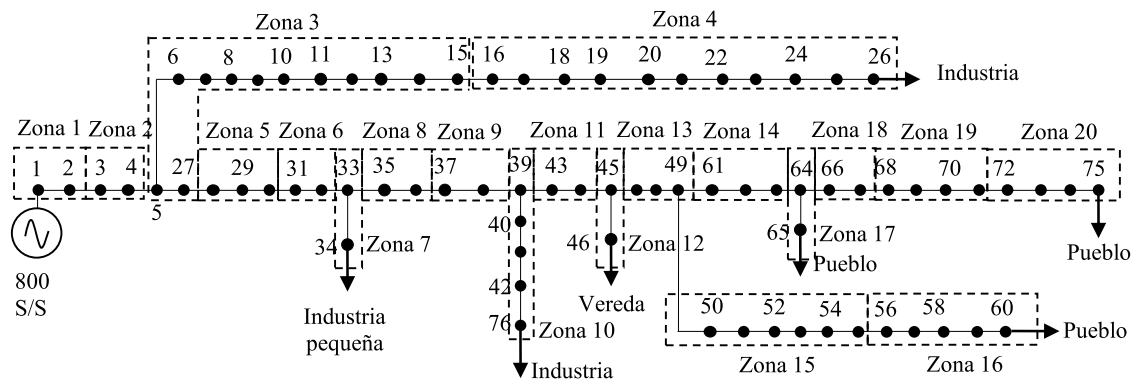 Zona 3
Zona 4
6 8 10 11 13 15 16 18 19 20 22 24 26
Industria
Zona 1 Zona 2 Zona 5 Zona 6 Zona 8 Zona 9 Zona 11 Zona 13 Zona 14 Zona 18 Zona 19 Zona 20
1 2 3 4 27 29 31 33 35 37 39 43 45 49 61 64 66 68 70 72 75
5
40
34 Zona 7
46 Zona 12
65 Zona 17
Pueblo
Pueblo
800
S/S
42
Vereda
Industria
pequeña
76 Zona 10
Industria
50 52 54 56 58 60
Pueblo
Zona 15 Zona 16